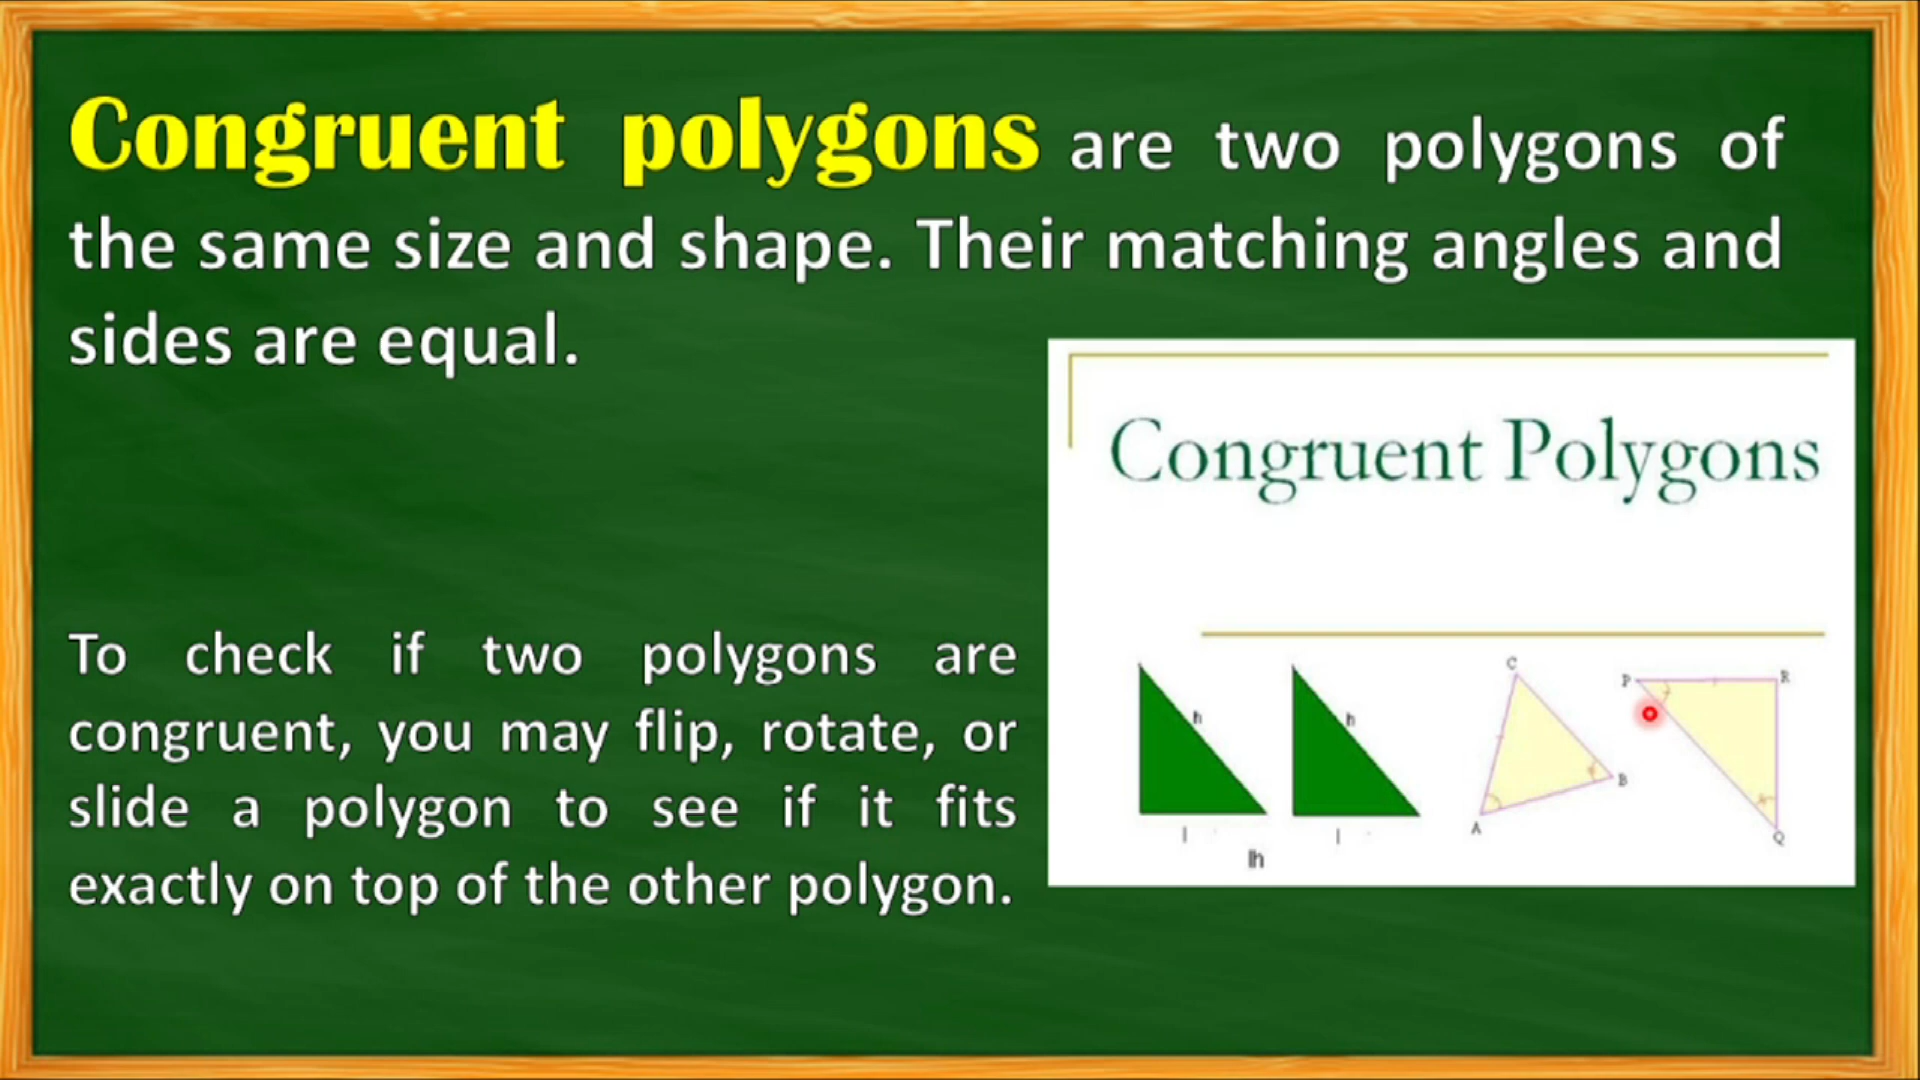 Congruent polygons are two polygons of
the same size and shape. Their matching angles and
sides are equal.
To check if two polygons are
congruent, you may flip, rotate, or
slide a polygon to see if it fits
exactly on top of the other polygon.
Congruent Polygons
h
h
l
l
lh
C
A
B
P
R
Q